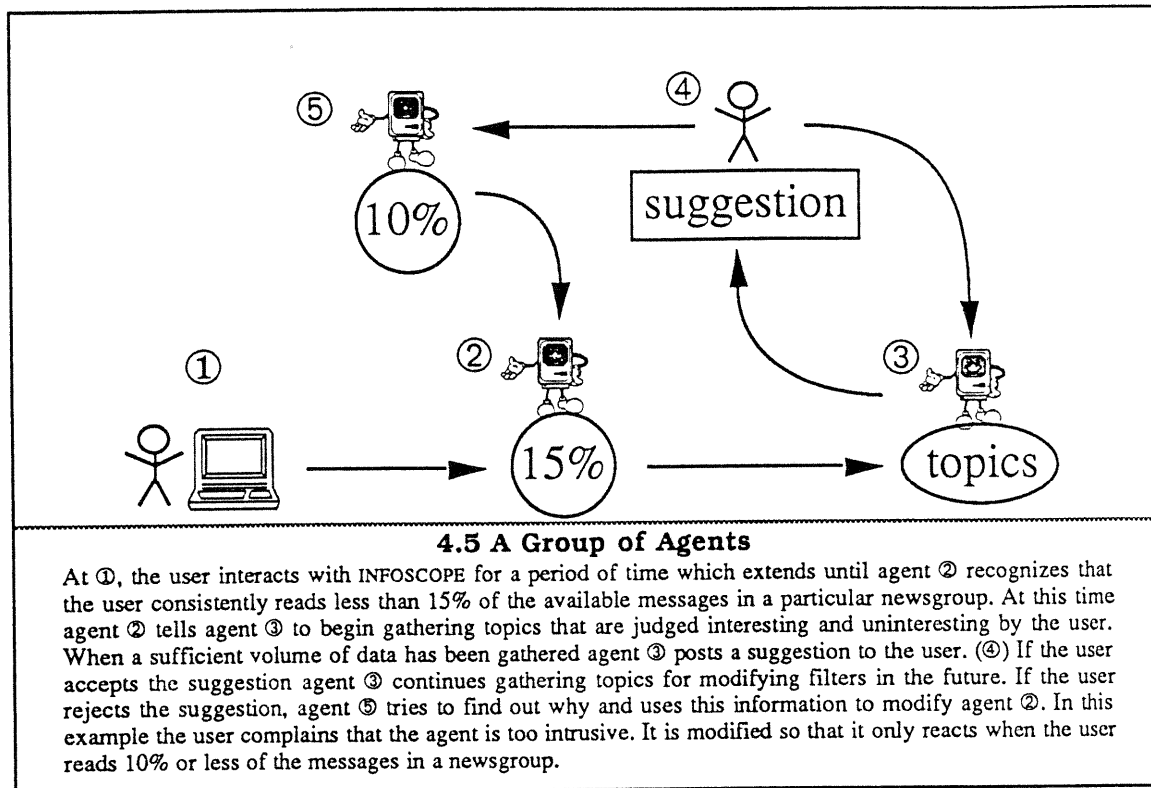 ⑤
④
10%
suggestion
①
②
③
15%
topics
4.5 A Group of Agents
At ①, the user interacts with INFOSCOPE for a period of time which extends until agent ② recognizes that
the user consistently reads less than 15% of the available messages in a particular newsgroup. At this time
agent ② tells agent ③ to begin gathering topics that are judged interesting and uninteresting by the user.
When a sufficient volume of data has been gathered agent ③ posts a suggestion to the user. (④) If the user
accepts the suggestion agent ③ continues gathering topics for modifying filters in the future. If the user
rejects the suggestion, agent ⑤ tries to find out why and uses this information to modify agent ②. In this
example the user complains that the agent is too intrusive. It is modified so that it only reacts when the user
reads 10% or less of the messages in a newsgroup.